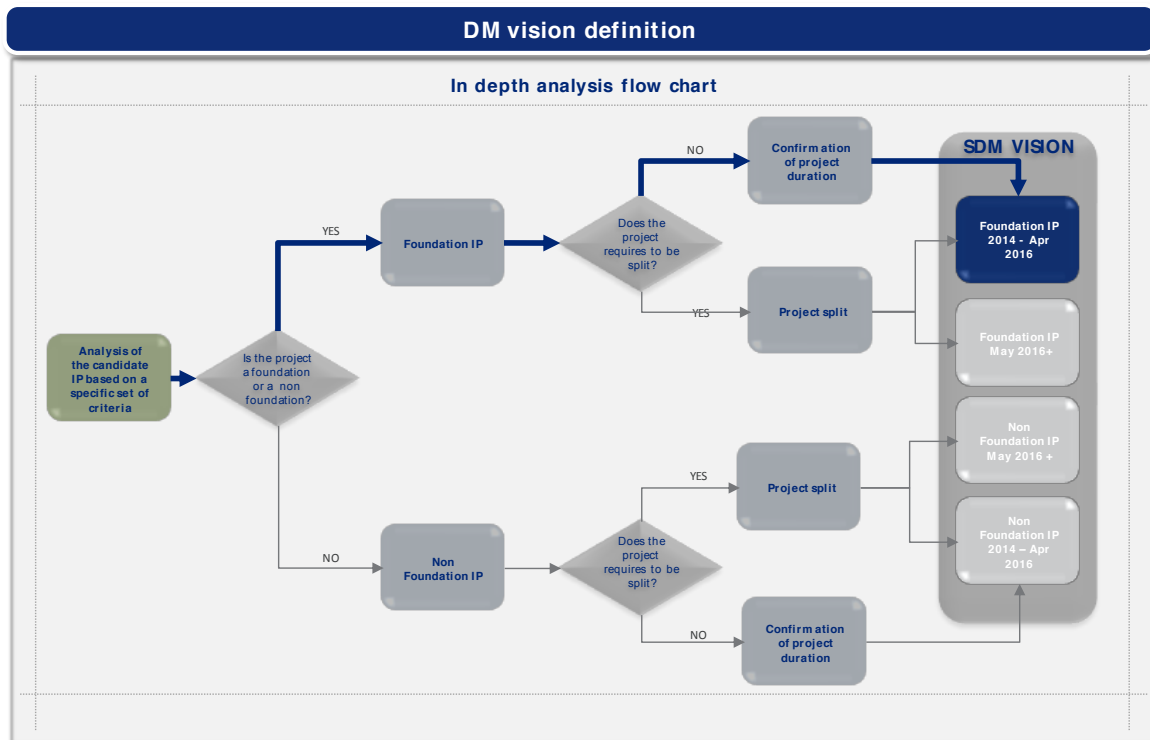 DM vision definition
In depth analysis flow chart
NO
Confirmation
of project
duration
SDM VISION
YES
Foundation IP
Does the
project
requires to be
split?
Foundation IP
2014 - Apr
2016
YES
Project split
Analysis of
the candidate
IP based on a
specific set of
criteria
Is the project
a foundation
or a non
foundation?
Foundation IP
May 2016+
Non
Foundation IP
May 2016 +
YES
Project split
NO
Non
Foundation IP
Does the
project
requires to be
split?
Non
Foundation IP
2014 – Apr
2016
NO
Confirmation
of project
duration